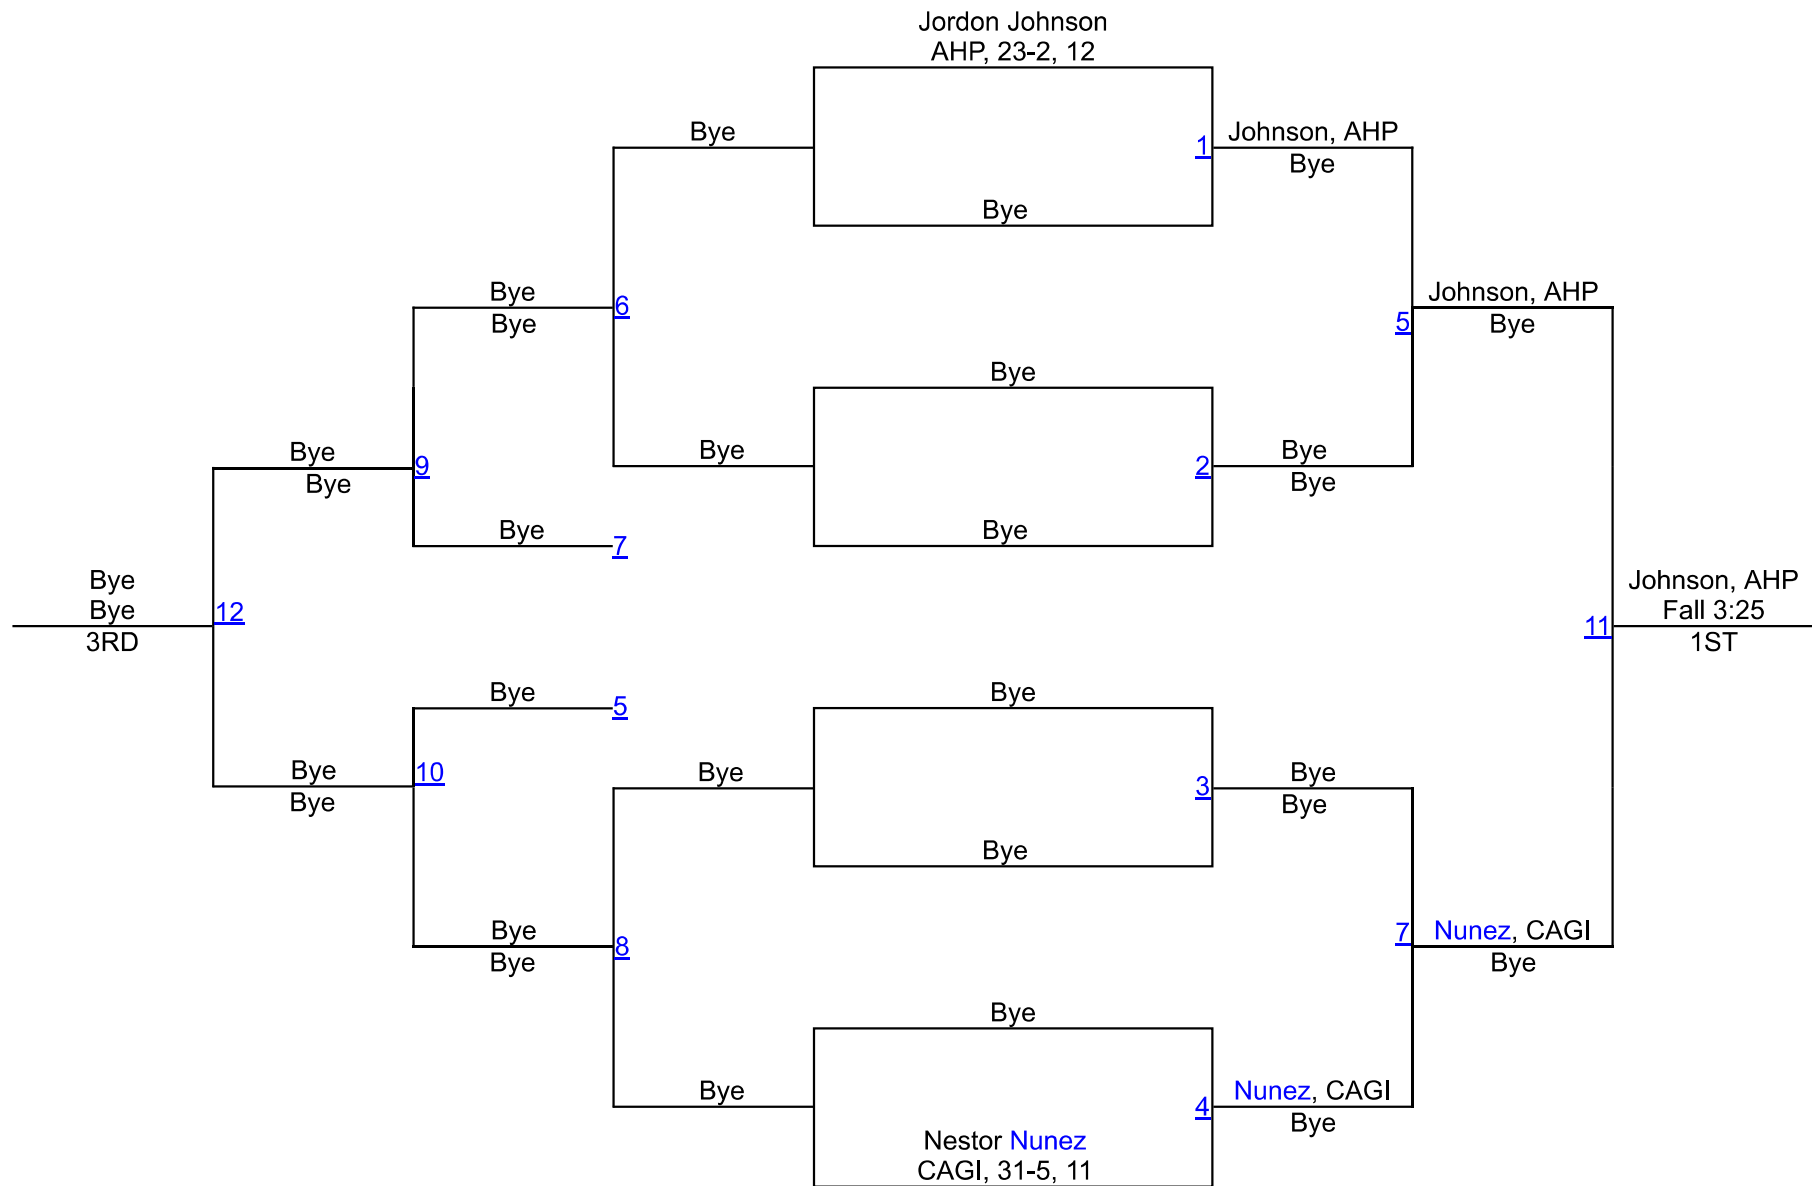 Jordon Johnson
AHP, 23-2, 12
Bye
1
Johnson, AHP
Bye
Bye
Bye
Bye
6
Johnson, AHP
5
Bye
Bye
Bye
9
Bye
Bye
2
Bye
Bye
Bye
7
Bye
Bye
Bye
12
3RD
Johnson, AHP
Fall 3:25
11
1ST
Bye
5
Bye
Bye
10
Bye
Bye
3
Bye
Bye
Bye
Bye
8
Bye
7
Nunez, CAGI
Bye
Bye
Bye
4
Nunez, CAGI
Bye
Nestor Nunez
CAGI, 31-5, 11